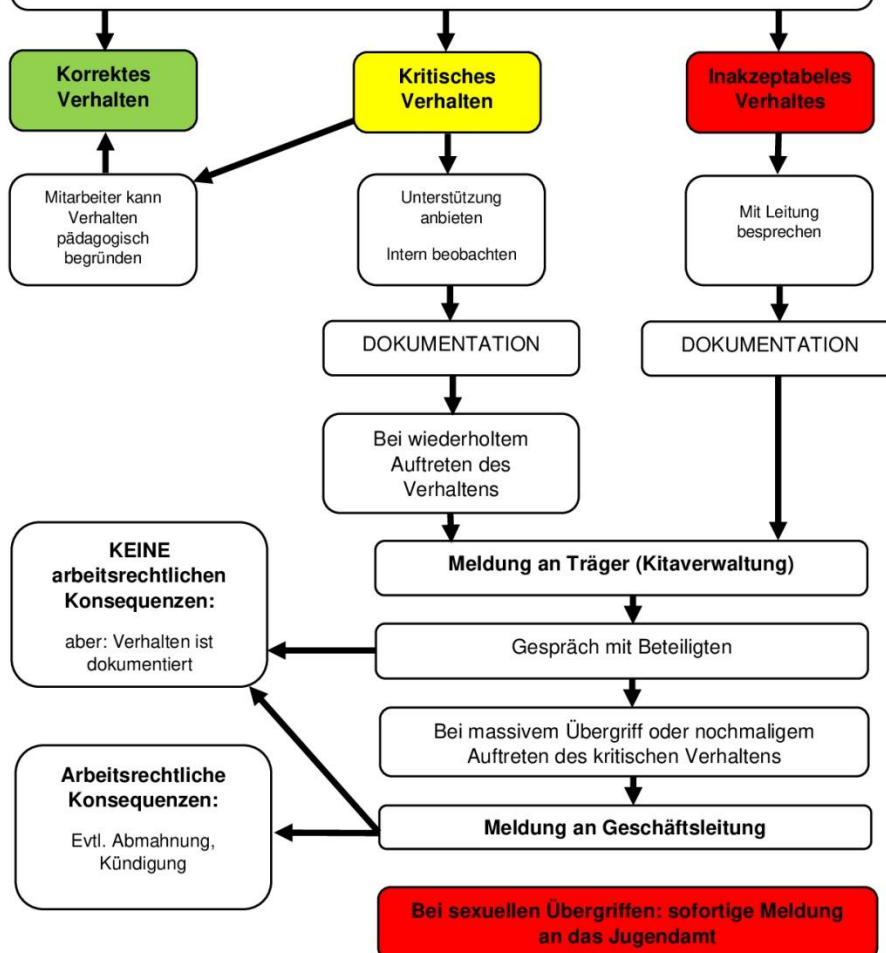 Korrektes
Verhalten
Kritisches
Verhalten
Inakzeptabeles
Verhaltes
Mitarbeiter kann
Verhalten
pädagogisch
begründen
Unterstützung
anbieten
Intern beobachten
Mit Leitung
besprechen
DOKUMENTATION
DOKUMENTATION
Bei wiederholtem
Auftreten des
Verhaltens
KEINE
arbeitsrechtlichen
Konsequenzen:
aber: Verhalten ist
dokumentiert
Meldung an Träger (Kitaverwaltung)
Gespräch mit Beteiligten
Bei massivem Übergriff oder nochmaligem
Auftreten des kritischen Verhaltens
Arbeitsrechtliche
Konsequenzen:
Evtl. Abmahnung,
Kündigung
Meldung an Geschäftsleitung
Bei sexuellen Übergriffen: sofortige Meldung
an das Jugendamt